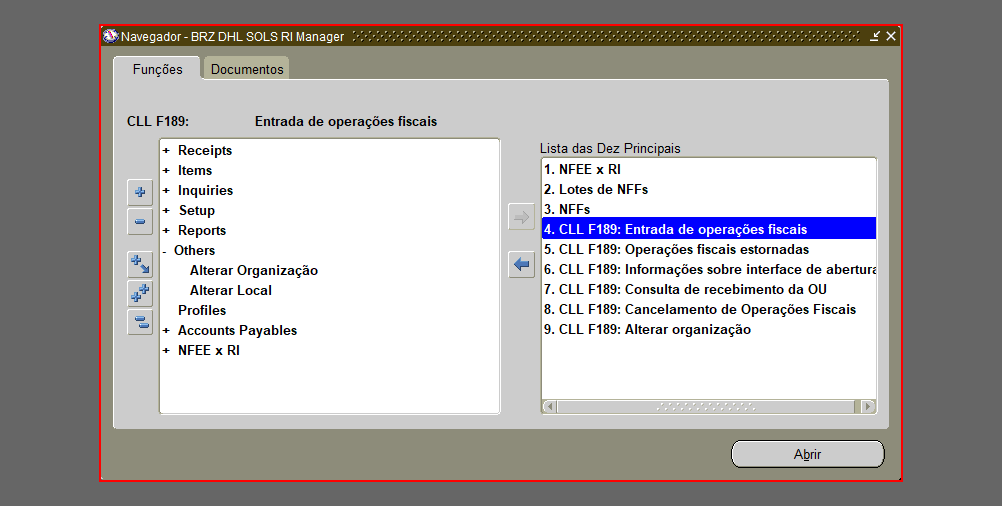 Navegador - BRZ DHL SOLS RI Manager
Funções
Documentos
CLL F189: Entrada de operações fiscais
+ Receipts
+ Items
+ Inquiries
+ Setup
+ Reports
- Others
Alterar Organização
Alterar Local
Profiles
+ Accounts Payables
+ NFEE x RI
Lista das Dez Principais
1. NFEE x RI
2. Lotes de NFFs
3. NFFs
4. CLL F189: Entrada de operações fiscais
5. CLL F189: Operações fiscais estornadas
6. CLL F189: Informações sobre interface de abertura
7. CLL F189: Consulta de recebimento da OU
8. CLL F189: Cancelamento de Operações Fiscais
9. CLL F189: Alterar organização
Abrir